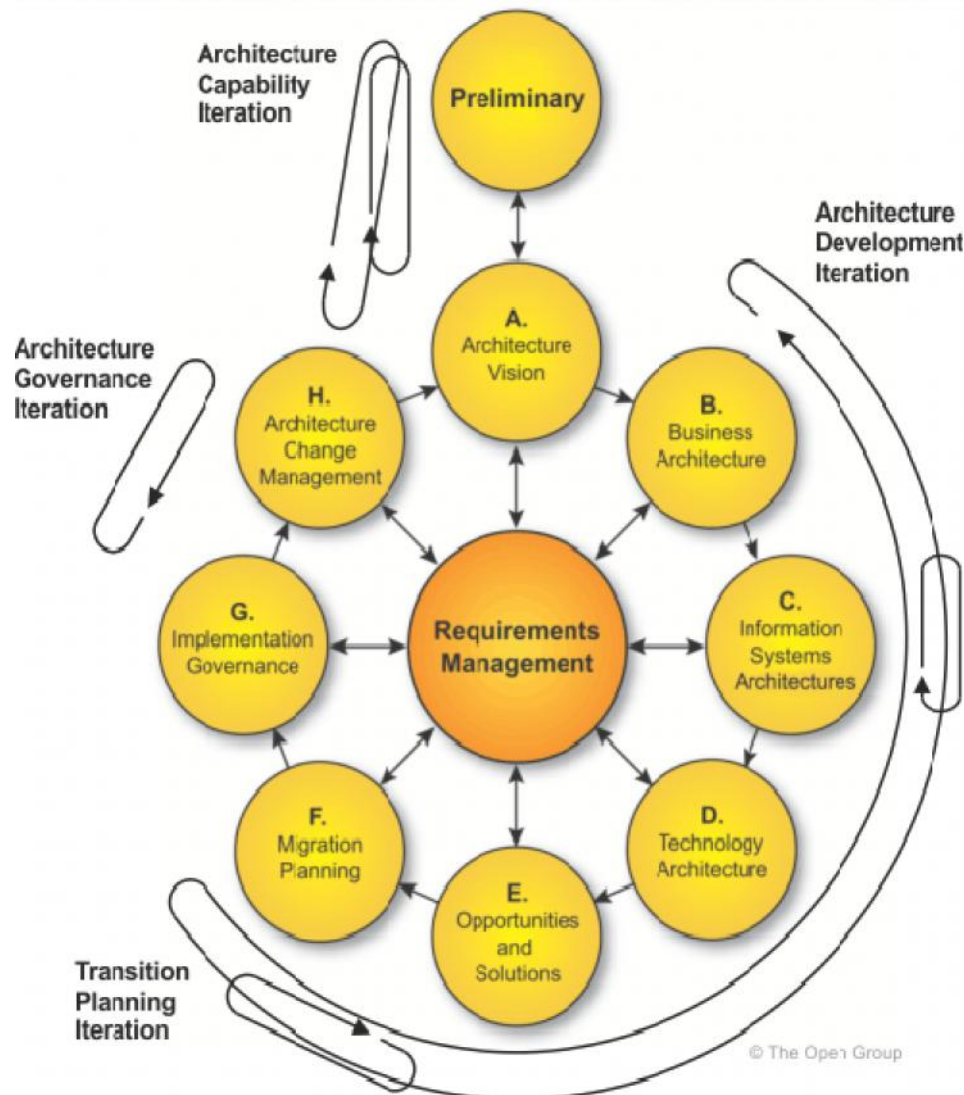 Architecture
Capability
Iteration
Preliminary
Architecture
Development
Iteration
A.
Architecture
Vision
Architecture
Governance
Iteration
H.
Architecture
Change
Management
B.
Business
Architecture
G.
Implementation
Governance
Requirements
Management
C.
Information
Systems
Architectures
F.
Migration
Planning
D.
Technology
Architecture
E.
Opportunities
and
Solutions
Transition
Planning
Iteration
© The Open Group